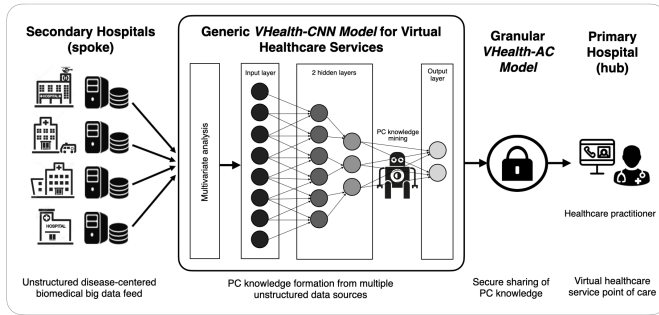 Secondary Hospitals
(spoke)
Generic VHealth-CNN Model for Virtual
Healthcare Services
Granular
VHealth-AC
Model
Primary
Hospital
(hub)
HOSPITAL
HOSPITAL
Multivariate analysis
Input layer
2 hidden layers
Output
layer
PC knowledge
mining
Healthcare practitioner
Unstructured disease-centered
biomedical big data feed
PC knowledge formation from multiple
unstructured data sources
Secure sharing of
PC knowledge
Virtual healthcare
service point of care